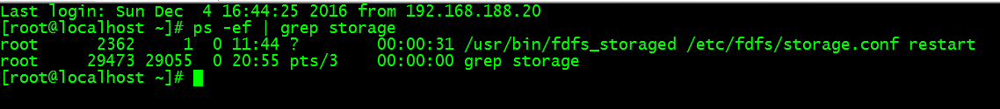 Last login: Sun Dec  4 16:44:25 2016 from 192.168.188.20
[root@localhost ~]# ps -ef | grep storage
root      2362     1  0 11:44 ?        00:00:31 /usr/bin/fdfs_storaged /etc/fdfs/storage.conf restart
root     29473 29055  0 20:55 pts/3    00:00:00 grep storage
[root@localhost ~]#